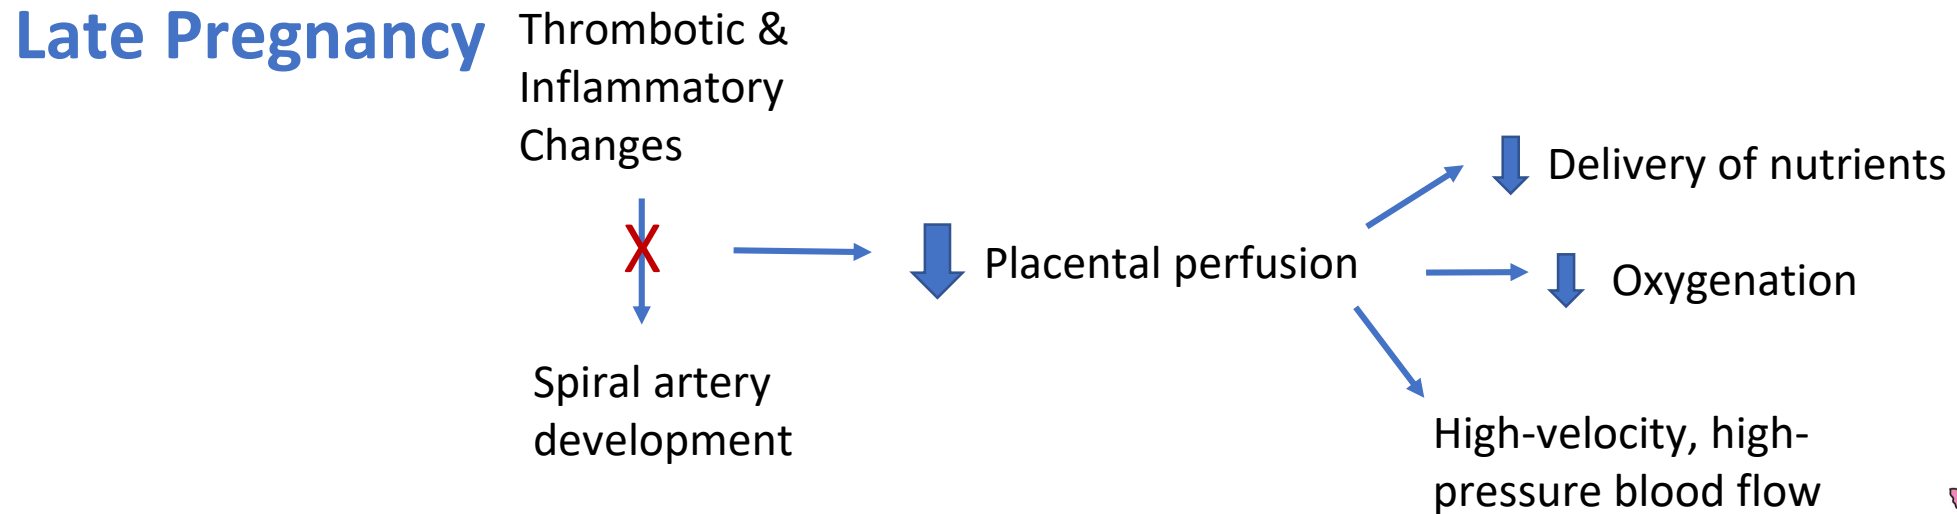 Late Pregnancy
Thrombotic &
Inflammatory
Changes
X
Spiral artery
development
Placental perfusion
Delivery of nutrients
Oxygenation
High-velocity, high-
pressure blood flow